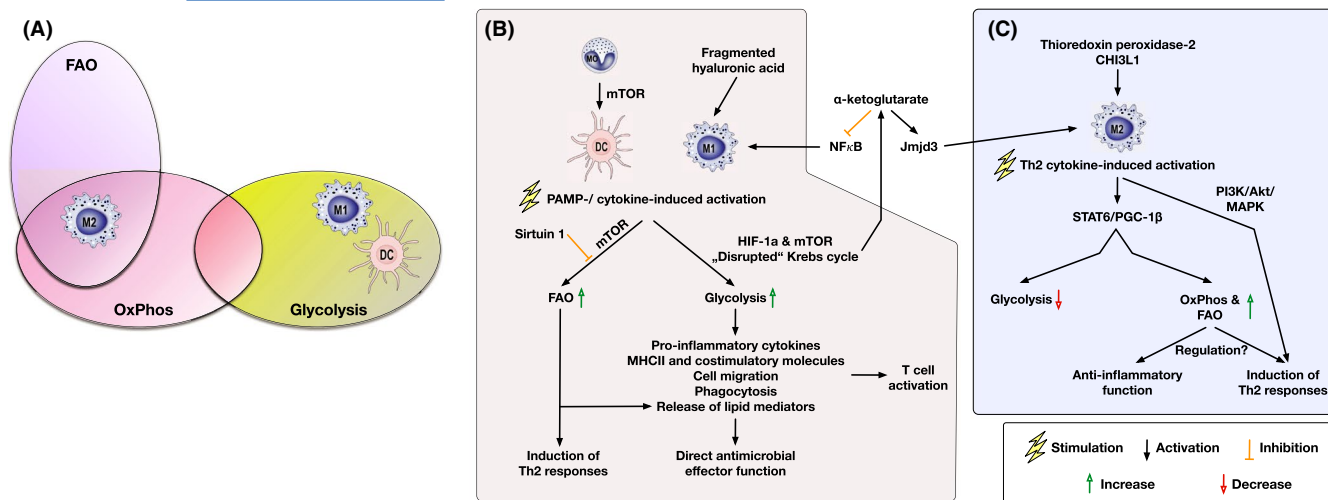 (A)
FAO
M2
M1
DC
OxPhos
Glycolysis
(B)
MO
mTOR
Fragmented
hyaluronic acid
DC
M1
PAMP-/ cytokine-induced activation
Sirtuin 1
mTOR
HIF-1a & mTOR
„Disrupted“ Krebs cycle
FAO
Glycolysis
Pro-inflammatory cytokines
MHCII and costimulatory molecules
Cell migration
Phagocytosis
Release of lipid mediators
T cell
activation
Induction of
Th2 responses
Direct antimicrobial
effector function
α-ketoglutarate
NFκB
Jmjd3
(C)
Thioredoxin peroxidase-2
CHI3L1
M2
Th2 cytokine-induced activation
PI3K/Akt/
MAPK
STAT6/PGC-1β
Glycolysis
OxPhos &
FAO
Regulation?
Anti-inflammatory
function
Induction of
Th2 responses
Stimulation
Activation
Inhibition
Increase
Decrease